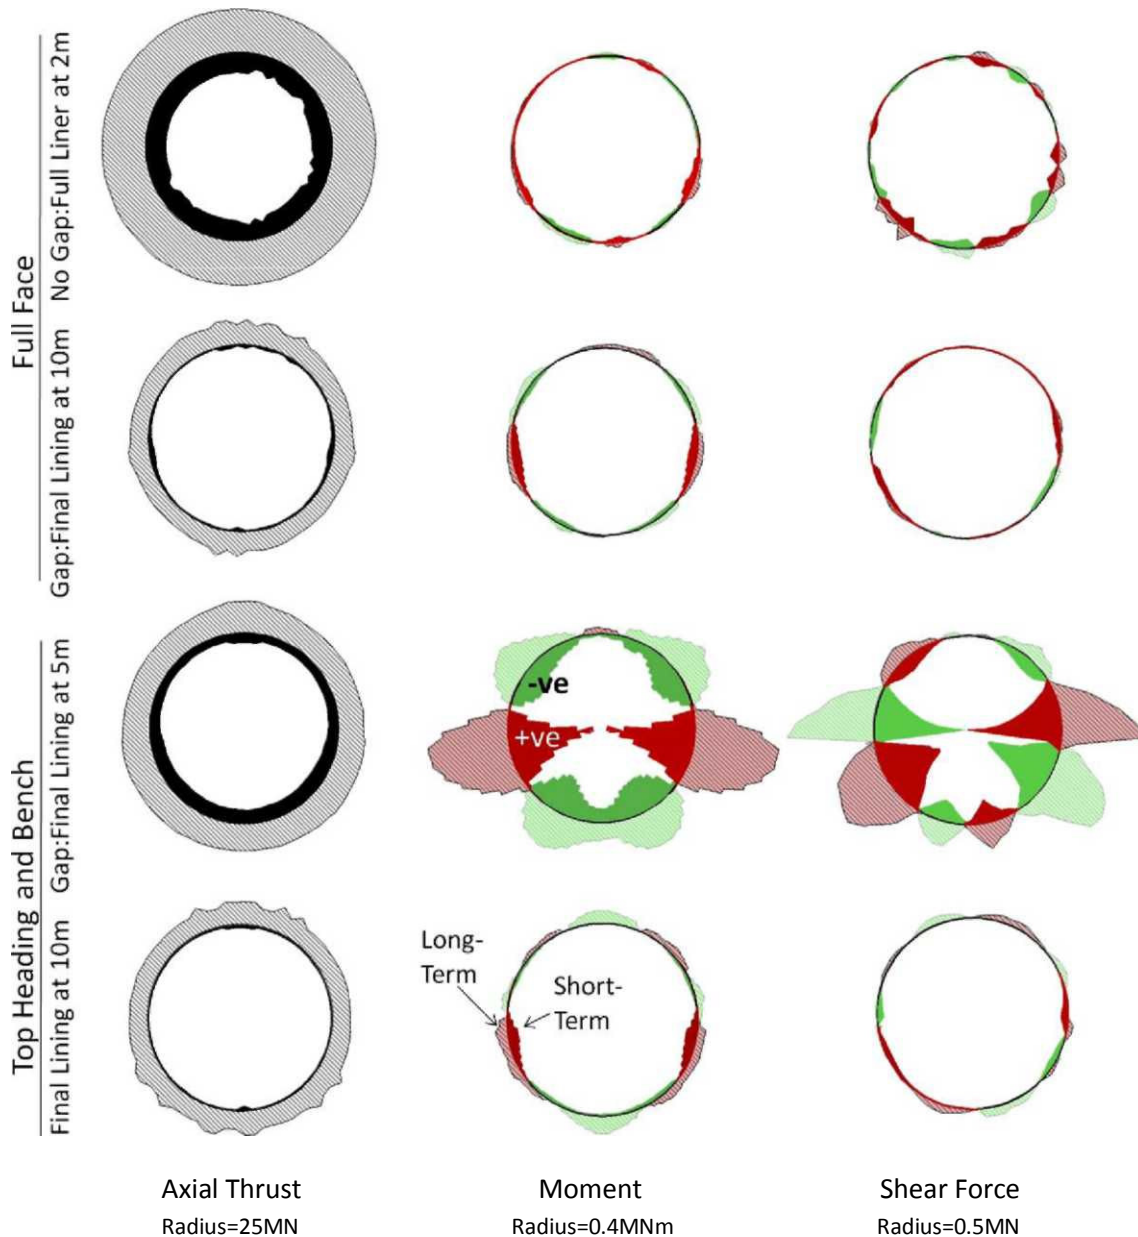 Full Face
No Gap:Full Liner at 2m
Gap:Final Lining at 10m
Top Heading and Bench
Gap:Final Lining at 5m
Final Lining at 10m
-ve
+ve
Long-
Term
Short-
Term
Axial Thrust
Moment
Shear Force
Radius=25MN
Radius=0.4MNm
Radius=0.5MN